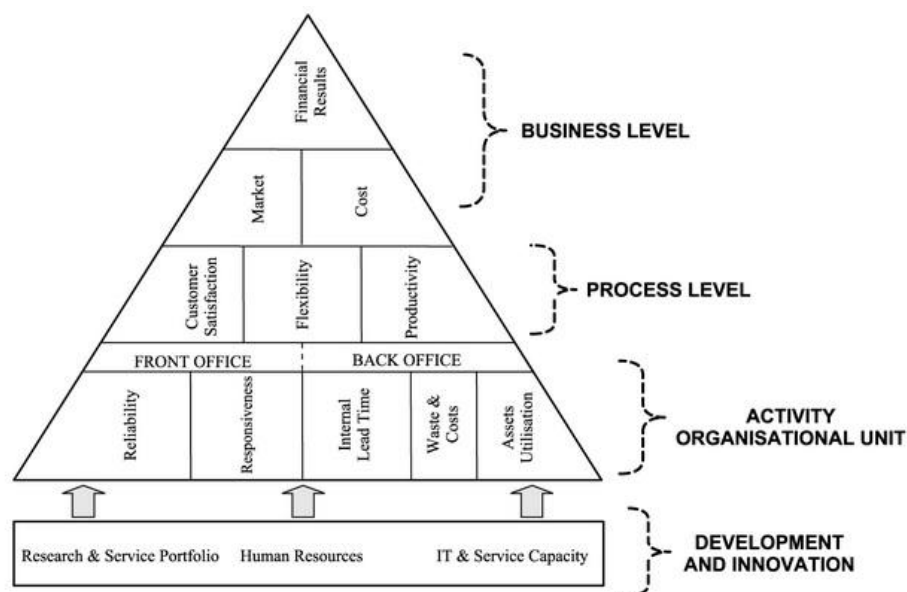 Financial
Results
BUSINESS LEVEL
Market
Cost
Customer
Satisfaction
Flexibility
Productivity
PROCESS LEVEL
FRONT OFFICE
BACK OFFICE
Reliability
Responsiveness
Internal
Lead Time
Waste &
Costs
Assets
Utilisation
ACTIVITY
ORGANISATIONAL UNIT
Research & Service Portfolio
Human Resources
IT & Service Capacity
DEVELOPMENT
AND INNOVATION